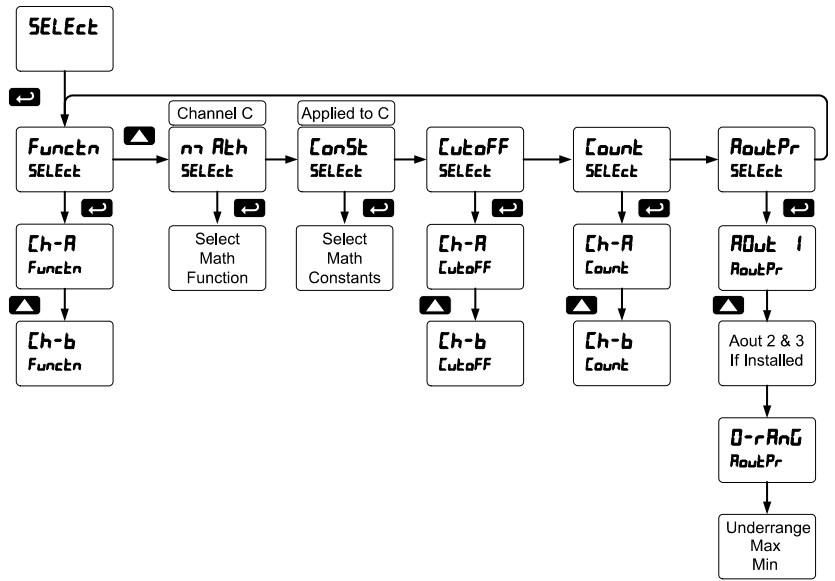 SELEct
Channel C
Applied to C
Functn
SELEct
mAth
SELEct
ConSt
SELEct
CutoFF
SELEct
Count
SELEct
AoutPr
SELEct
Ch-A
Functn
Select
Math
Function
Select
Math
Constants
Ch-A
CutoFF
Ch-A
Count
AOut 1
AoutPr
Ch-b
Functn
Ch-b
CutoFF
Ch-b
Count
Aout 2 & 3
If Installed
O-rAnG
AoutPr
Underrange
Max
Min